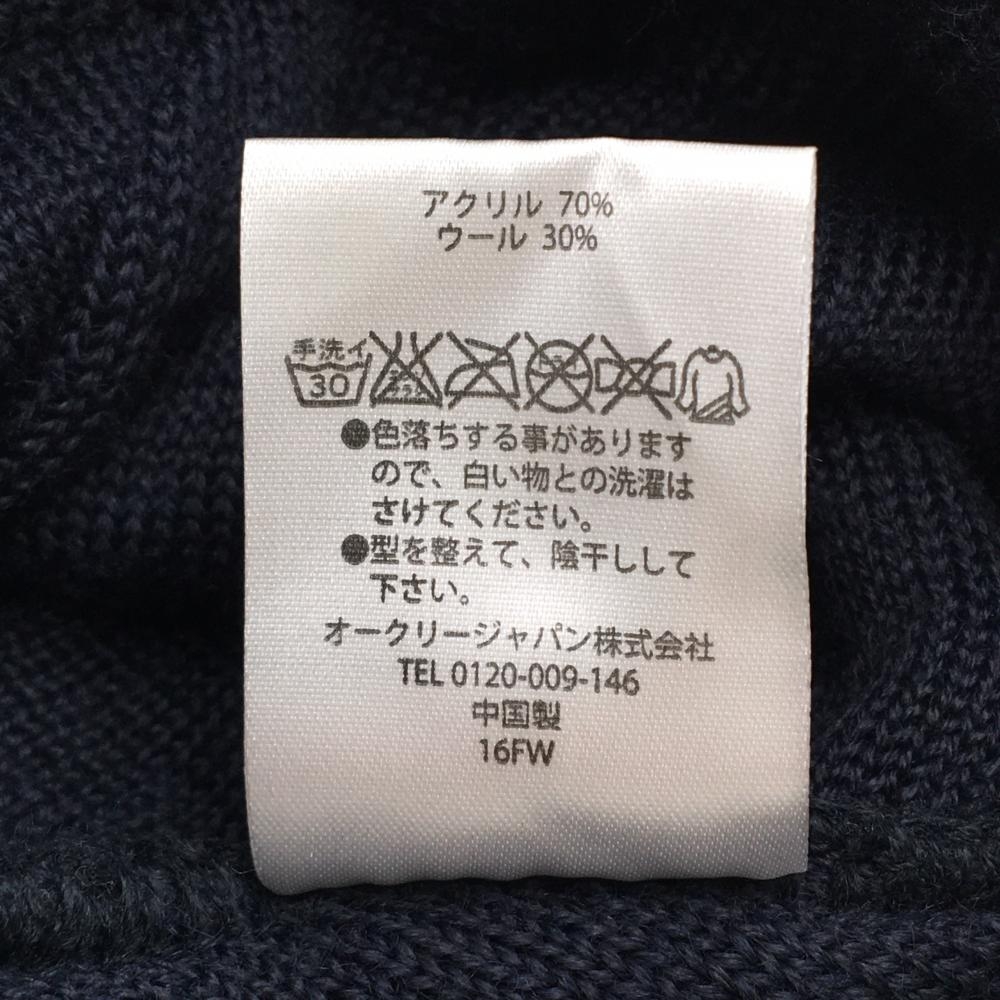 アクリル 70%
ウール 30%
手洗イ
30
●色落ちする事があります
ので、白い物との洗濯は
さけてください。
●型を整えて、陰干しして
下さい。
オークリージャパン株式会社
TEL 0120-009-146
中国製
16FW